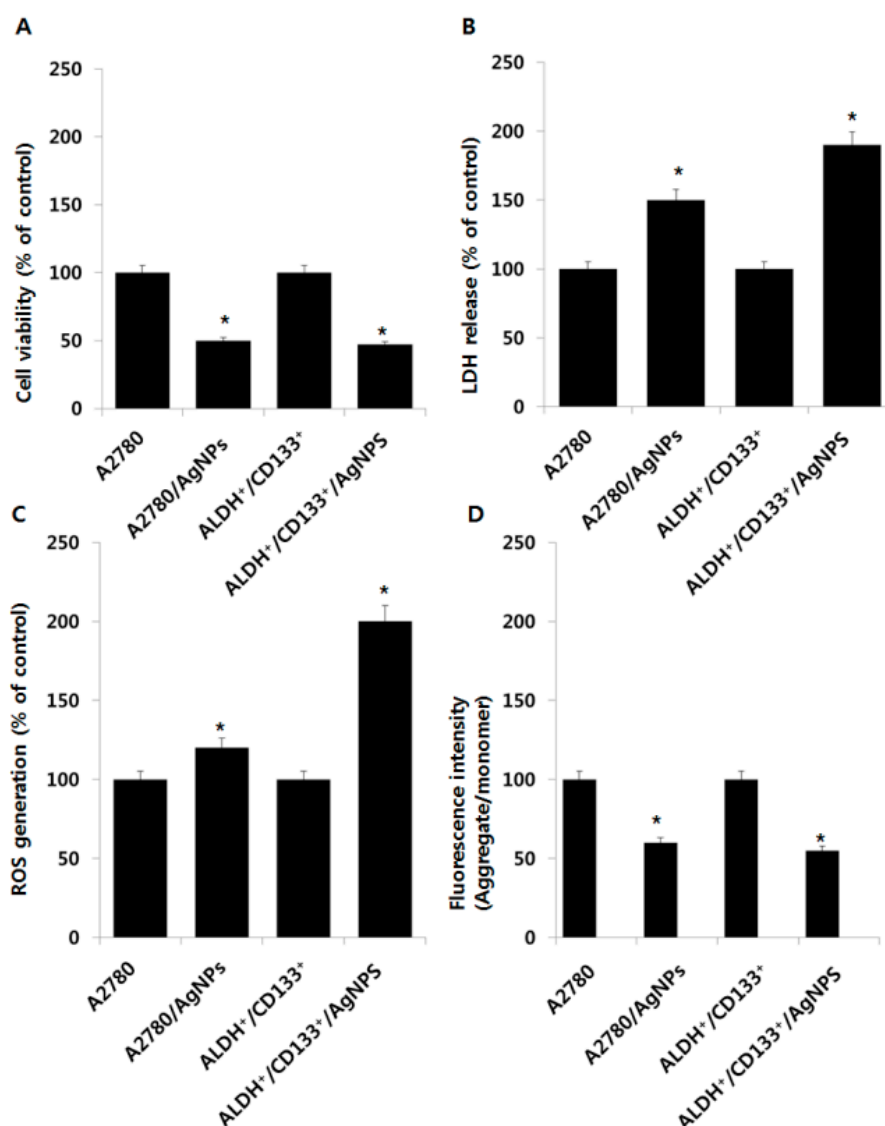 A
250
200
150
100
50
0
Cell viability (% of control)
*
*
A2780
A2780/AgNPs
ALDH⁺/CD133⁺
ALDH⁺/CD133⁺/AgNPS
B
250
200
150
100
50
0
LDH release (% of control)
*
*
A2780
A2780/AgNPs
ALDH⁺/CD133⁺
ALDH⁺/CD133⁺/AgNPS
C
250
200
150
100
50
0
ROS generation (% of control)
*
*
A2780
A2780/AgNPs
ALDH⁺/CD133⁺
ALDH⁺/CD133⁺/AgNPS
D
250
200
150
100
50
0
Fluorescence intensity
(Aggregate/monomer)
*
*
A2780
A2780/AgNPs
ALDH⁺/CD133⁺
ALDH⁺/CD133⁺/AgNPS